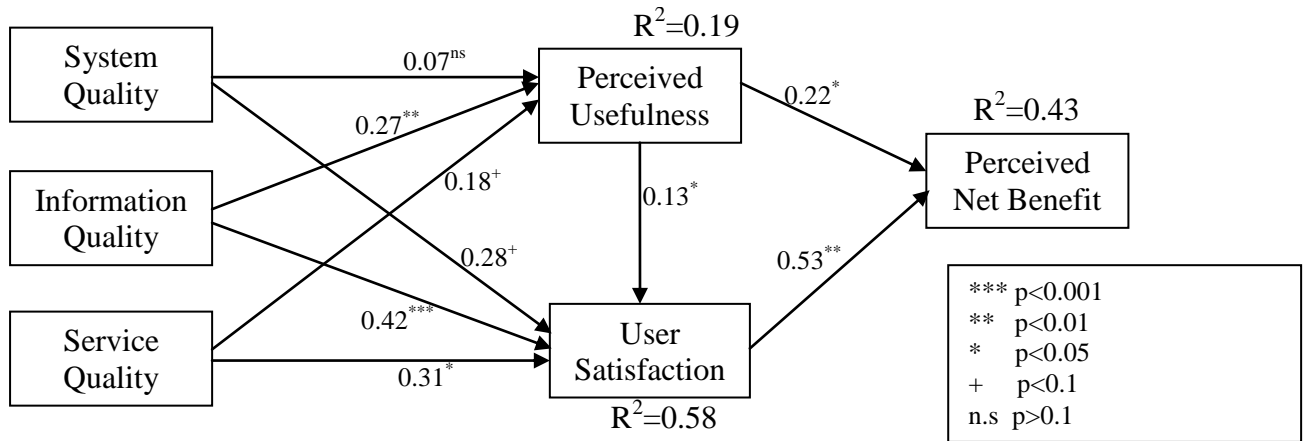 R²=0.19
System
Quality
0.07ⁿˢ
Perceived
Usefulness
0.22*
R²=0.43
0.27**
Perceived
Net Benefit
Information
Quality
0.18⁺
0.13*
0.28⁺
0.53**
0.42***
Service
Quality
User
Satisfaction
0.31*
R²=0.58
*** p<0.001
** p<0.01
* p<0.05
+ p<0.1
n.s p>0.1